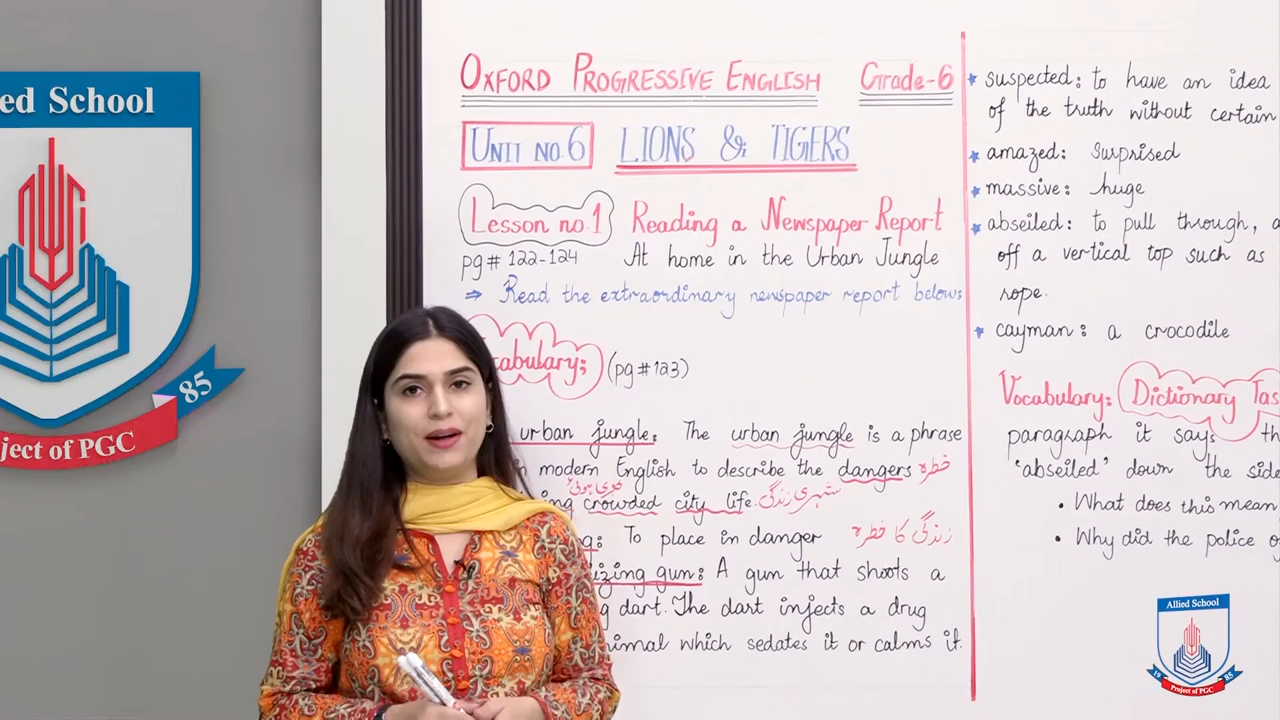 ed School
85
ject of PGC
OXFORD PROGRESSIVE ENGLISH Grade-6
UNIT NO. 6 LIONS & TIGERS
Lesson no. 1 Reading a Newspaper Report
pg# 122-124 At home in the Urban Jungle
⇒ Read the extraordinary newspaper report below:
cabulary: (pg#123)
urban jungle: The urban jungle is a phrase
in modern English to describe the dangers خطرہ
ing crowded city life. شہری زندگی
g: To place in danger زندگی کا خطرہ
izing gun: A gun that shoots a
g dart. The dart injects a drug
nimal which sedates it or calms it.
★ suspected: to have an idea
of the truth without certain
★ amazed: surprised
★ massive: huge
★ abseiled: to pull through, a
off a vertical top such as
rope.
★ cayman: a crocodile
Vocabulary: Dictionary Tas
paragraph it says th
'abseiled' down the side
• What does this mean
• Why did the police o
Allied School
19 85
Project of PGC